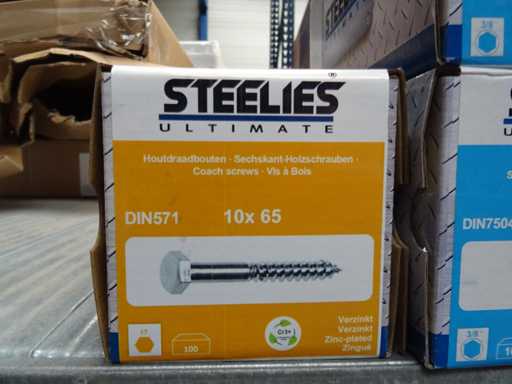 STEELIES®
ULTIMATE
Houtdraadbouten · Sechskant-Holzschrauben ·
Coach screws · Vis à Bois
DIN571 10x 65
17
100
Cr3+
Verzinkt
Verzinkt
Zinc-plated
Zingué
3/8
DIN7504
3/8"